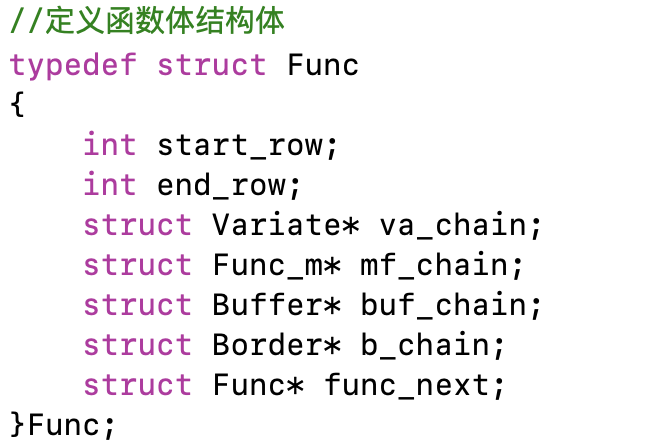 //定义函数体结构体
typedef struct Func
{
    int start_row;
    int end_row;
    struct Variate* va_chain;
    struct Func_m* mf_chain;
    struct Buffer* buf_chain;
    struct Border* b_chain;
    struct Func* func_next;
}Func;